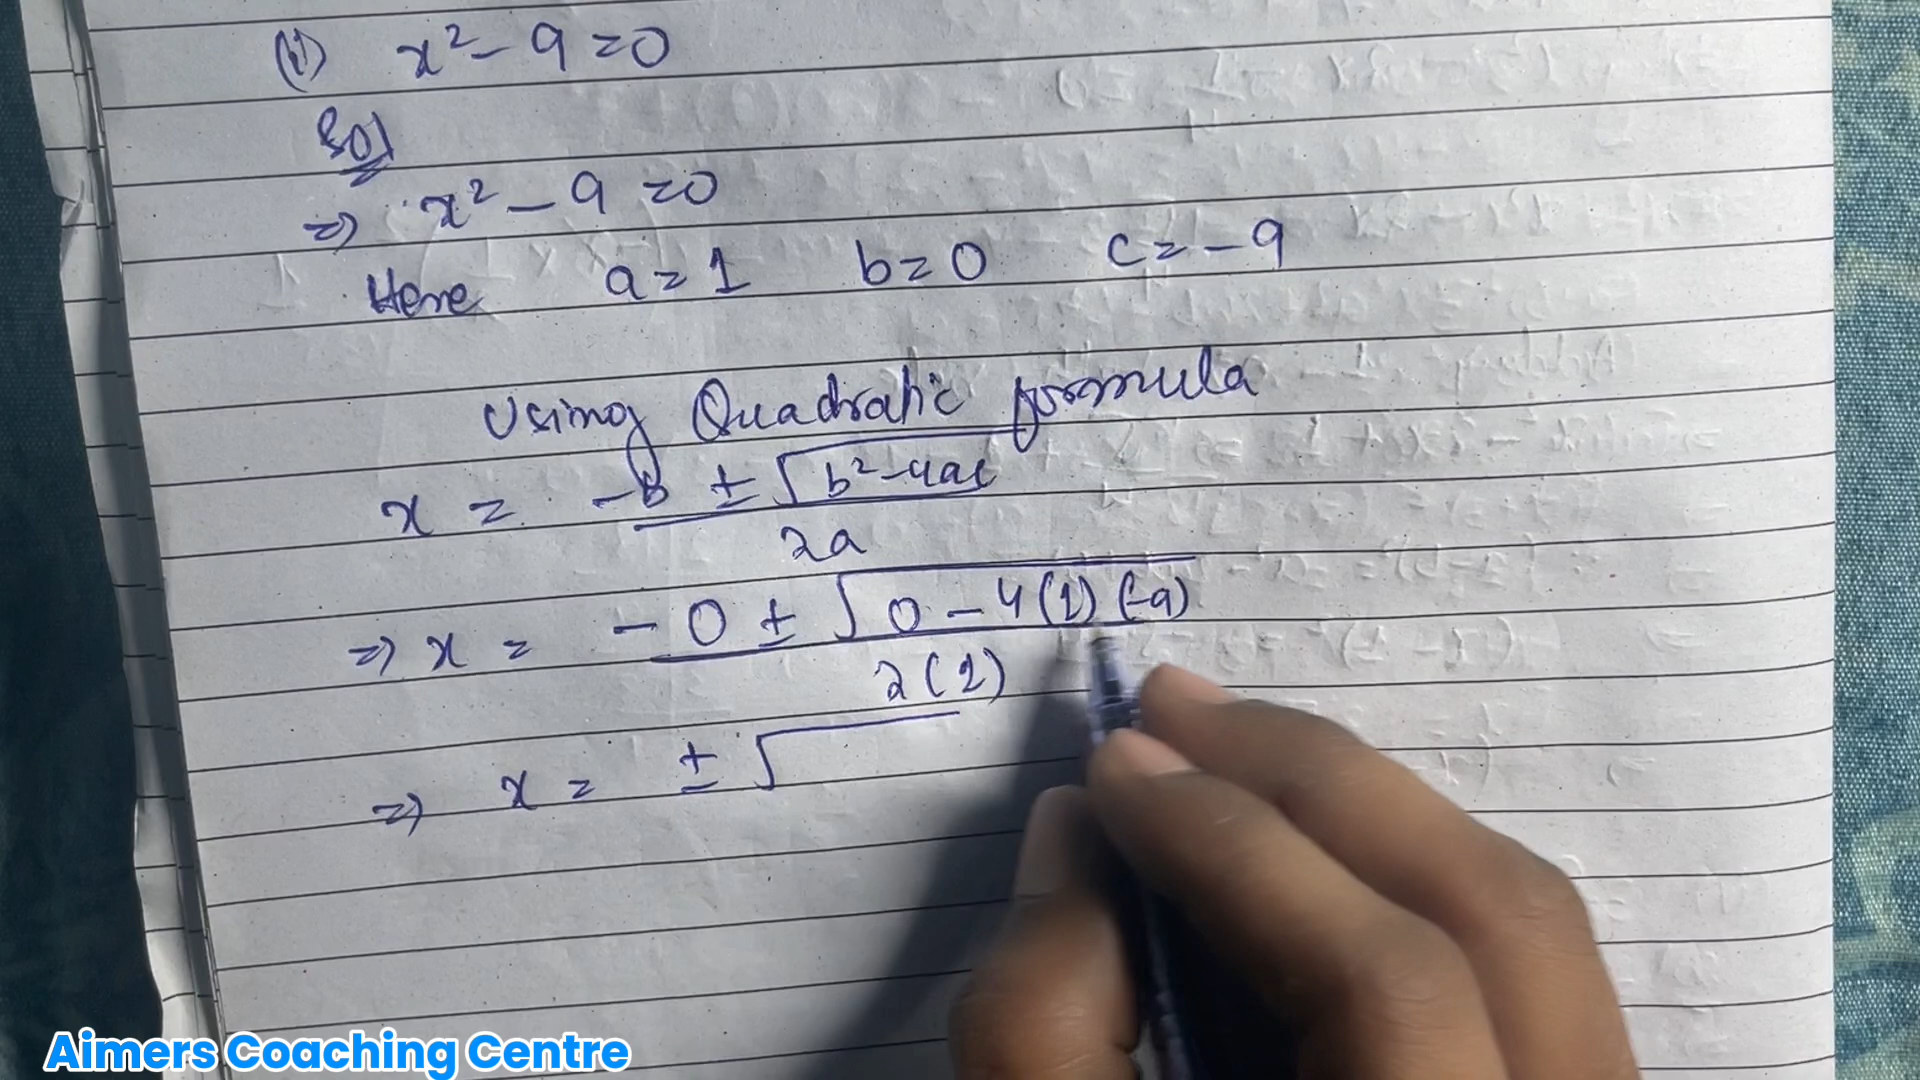 (ii) x² - 9 = 0
Sol
⇒ x² - 9 = 0
Here a = 1 b = 0 c = -9
Using Quadratic formula
x = -b ± √b² - 4ac
2a
⇒ x = -0 ± √0 - 4(1)(-9)
2(1)
⇒ x = ± √
Aimers Coaching Centre